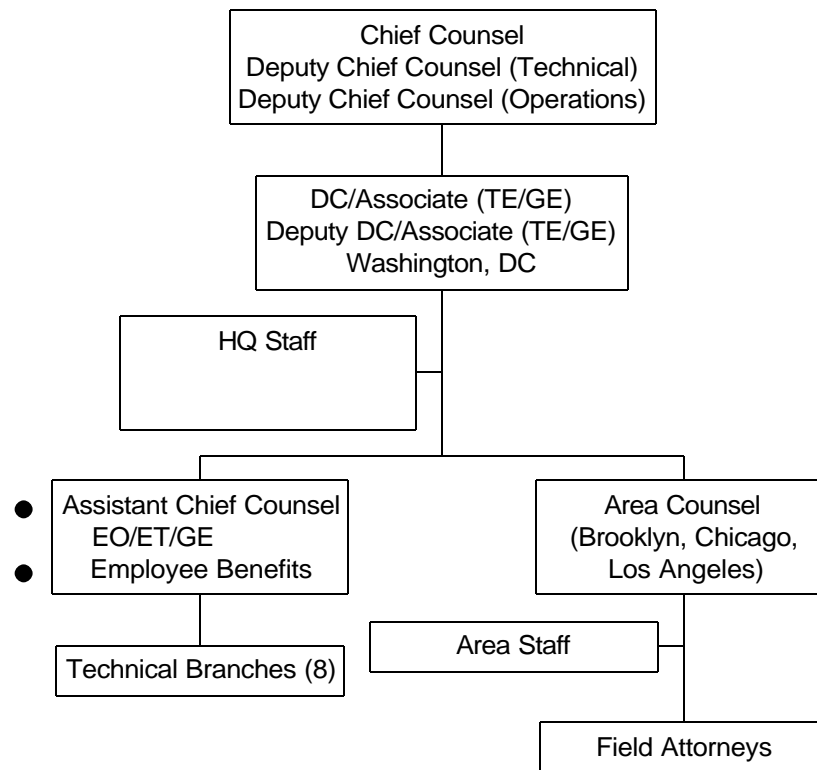 Chief Counsel
Deputy Chief Counsel (Technical)
Deputy Chief Counsel (Operations)
DC/Associate (TE/GE)
Deputy DC/Associate (TE/GE)
Washington, DC
HQ Staff
Assistant Chief Counsel
EO/ET/GE
Employee Benefits
Area Counsel
(Brooklyn, Chicago,
Los Angeles)
Technical Branches (8)
Area Staff
Field Attorneys